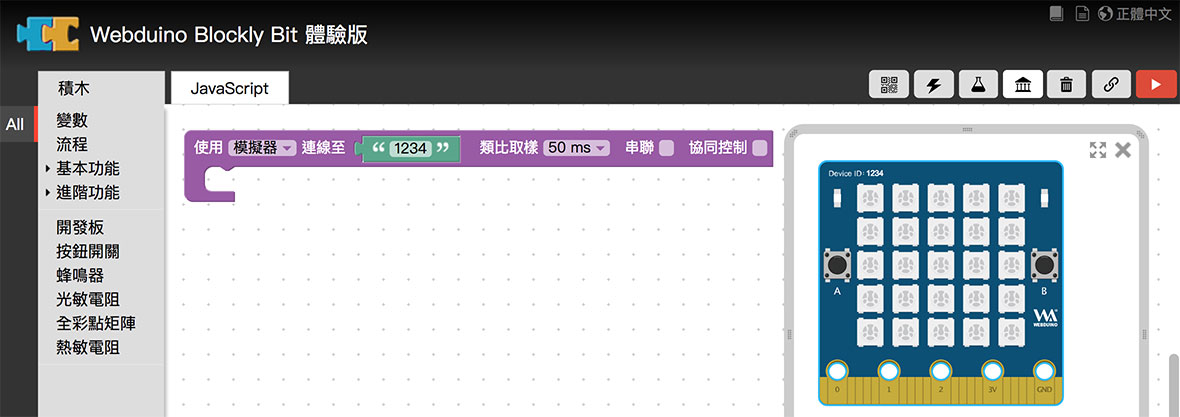 正體中文
Webduino Blockly Bit 體驗版
積木
JavaScript
All
變數
流程
基本功能
進階功能
開發板
按鈕開關
蜂鳴器
光敏電阻
全彩點矩陣
熱敏電阻
使用 模擬器 連線至 “ 1234 ” 類比取樣 50 ms 串聯 協同控制
Device ID: 1234
A
B
WEBDUINO
0 1 2 3V GND